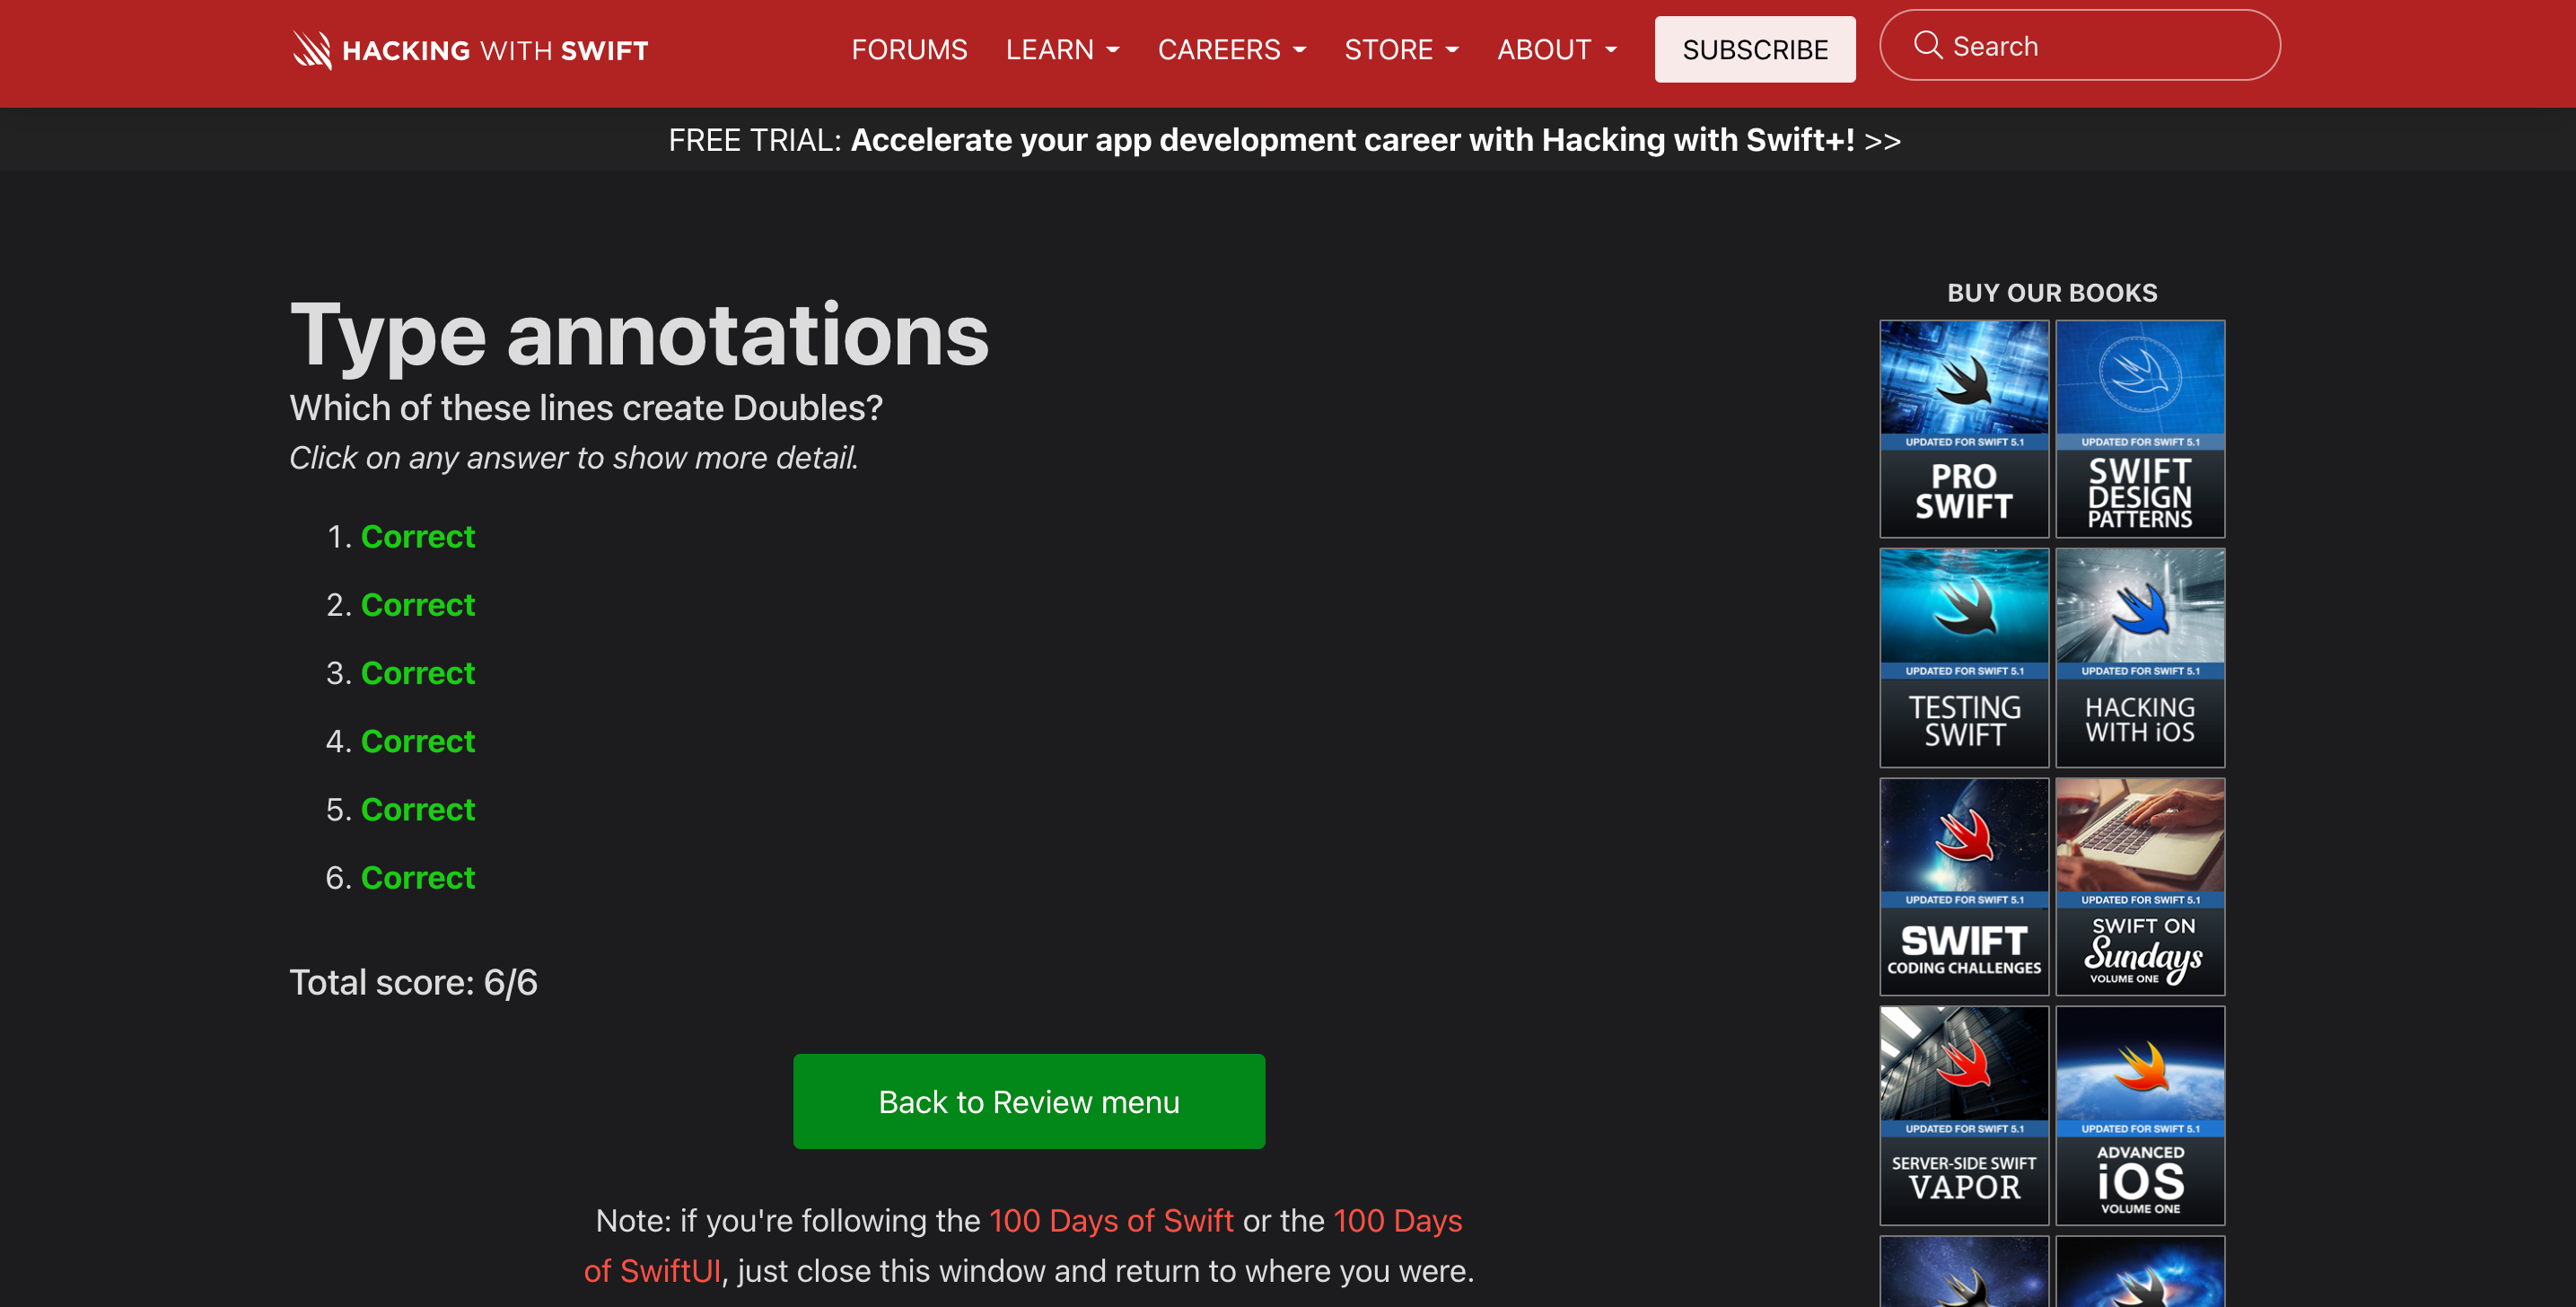 HACKING WITH SWIFT
FORUMS
LEARN
CAREERS
STORE
ABOUT
SUBSCRIBE
Search
FREE TRIAL: Accelerate your app development career with Hacking with Swift+! >>
Type annotations
Which of these lines create Doubles?
Click on any answer to show more detail.
1. Correct
2. Correct
3. Correct
4. Correct
5. Correct
6. Correct
Total score: 6/6
Back to Review menu
Note: if you're following the 100 Days of Swift or the 100 Days
of SwiftUI, just close this window and return to where you were.
BUY OUR BOOKS
UPDATED FOR SWIFT 5.1
PRO
SWIFT
UPDATED FOR SWIFT 5.1
SWIFT
DESIGN
PATTERNS
UPDATED FOR SWIFT 5.1
TESTING
SWIFT
UPDATED FOR SWIFT 5.1
HACKING
WITH iOS
UPDATED FOR SWIFT 5.1
SWIFT
CODING CHALLENGES
UPDATED FOR SWIFT 5.1
SWIFT ON
Sundays
VOLUME ONE
UPDATED FOR SWIFT 5.1
SERVER-SIDE SWIFT
VAPOR
UPDATED FOR SWIFT 5.1
ADVANCED
iOS
VOLUME ONE